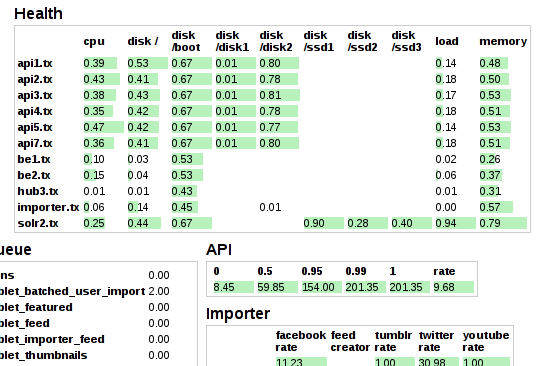 Health
cpu disk / disk /boot disk /disk1 disk /disk2 disk /ssd1 disk /ssd2 disk /ssd3 load memory
api1.tx 0.39 0.53 0.67 0.01 0.80 0.14 0.48
api2.tx 0.43 0.41 0.67 0.01 0.78 0.18 0.50
api3.tx 0.38 0.43 0.67 0.01 0.81 0.17 0.53
api4.tx 0.35 0.42 0.67 0.01 0.78 0.18 0.51
api5.tx 0.47 0.42 0.67 0.01 0.77 0.14 0.53
api7.tx 0.36 0.41 0.67 0.01 0.80 0.18 0.51
be1.tx 0.10 0.03 0.53 0.02 0.26
be2.tx 0.15 0.04 0.53 0.06 0.37
hub3.tx 0.01 0.01 0.43 0.01 0.31
importer.tx 0.06 0.14 0.45 0.01 0.00 0.57
solr2.tx 0.25 0.44 0.67 0.90 0.28 0.40 0.94 0.79
ueue
ns 0.00
blet_batched_user_import 2.00
blet_featured 0.00
blet_feed 0.00
blet_importer_feed 0.00
blet_thumbnails 0.00
API
0 0.5 0.95 0.99 1 rate
8.45 59.85 154.00 201.35 201.35 9.68
Importer
facebook rate feed creator tumblr rate twitter rate youtube rate
11.23 1.00 30.98 1.00